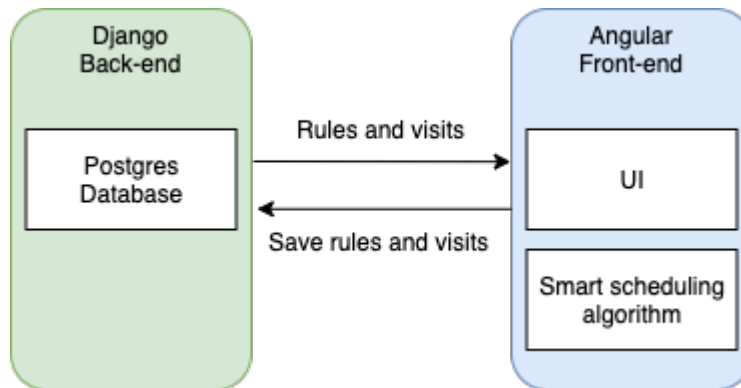 Django
Back-end
Postgres
Database
Rules and visits
Save rules and visits
Angular
Front-end
UI
Smart scheduling
algorithm